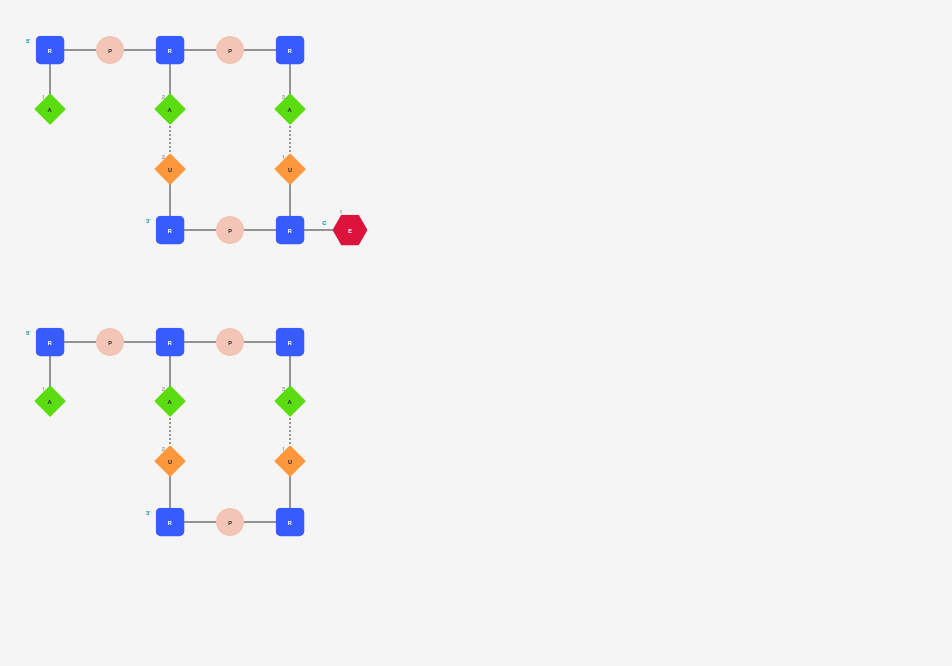 5'
R P R P R
1 2 3
A A A
2 1
U U
3' C 1
R P R E
5'
R P R P R
1 2 3
A A A
2 1
U U
3'
R P R